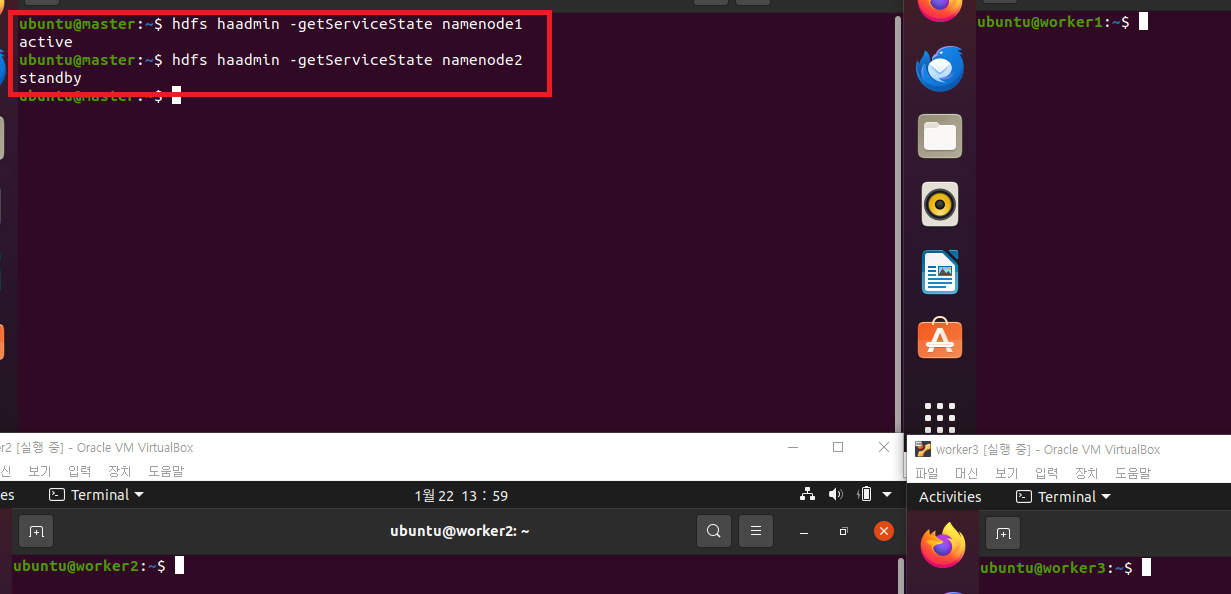 ubuntu@master:~$ hdfs haadmin -getServiceState namenode1
active
ubuntu@master:~$ hdfs haadmin -getServiceState namenode2
standby
ubuntu@master:~$
ubuntu@worker1:~$
r2 [실행 중] - Oracle VM VirtualBox
신 보기 입력 장치 도움말
es Terminal 1월 22 13 : 59
ubuntu@worker2: ~
ubuntu@worker2:~$
worker3 [실행 중] - Oracle VM VirtualBox
파일 머신 보기 입력 장치 도움말
Activities Terminal
ubuntu@worker3:~$